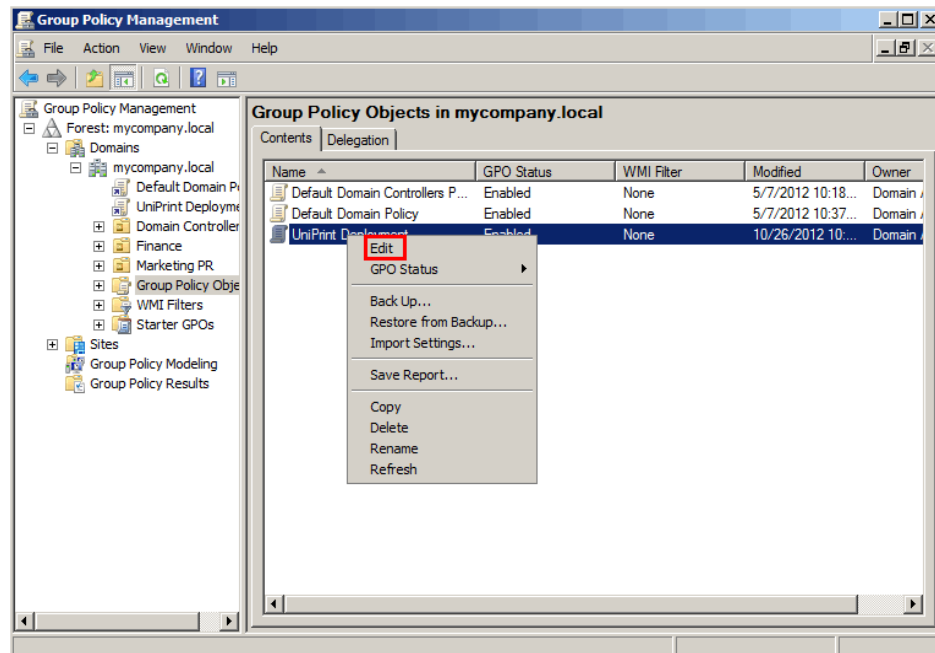 Group Policy Management
File Action View Window Help
Group Policy Management
Forest: mycompany.local
Domains
mycompany.local
Default Domain P
UniPrint Deployme
Domain Controller
Finance
Marketing PR
Group Policy Obje
WMI Filters
Starter GPOs
Sites
Group Policy Modeling
Group Policy Results
Group Policy Objects in mycompany.local
Contents Delegation
Name GPO Status WMI Filter Modified Owner
Default Domain Controllers P... Enabled None 5/7/2012 10:18... Domain
Default Domain Policy Enabled None 5/7/2012 10:37... Domain
UniPrint Deployment Enabled None 10/26/2012 10:... Domain
Edit
GPO Status
Back Up...
Restore from Backup...
Import Settings...
Save Report...
Copy
Delete
Rename
Refresh